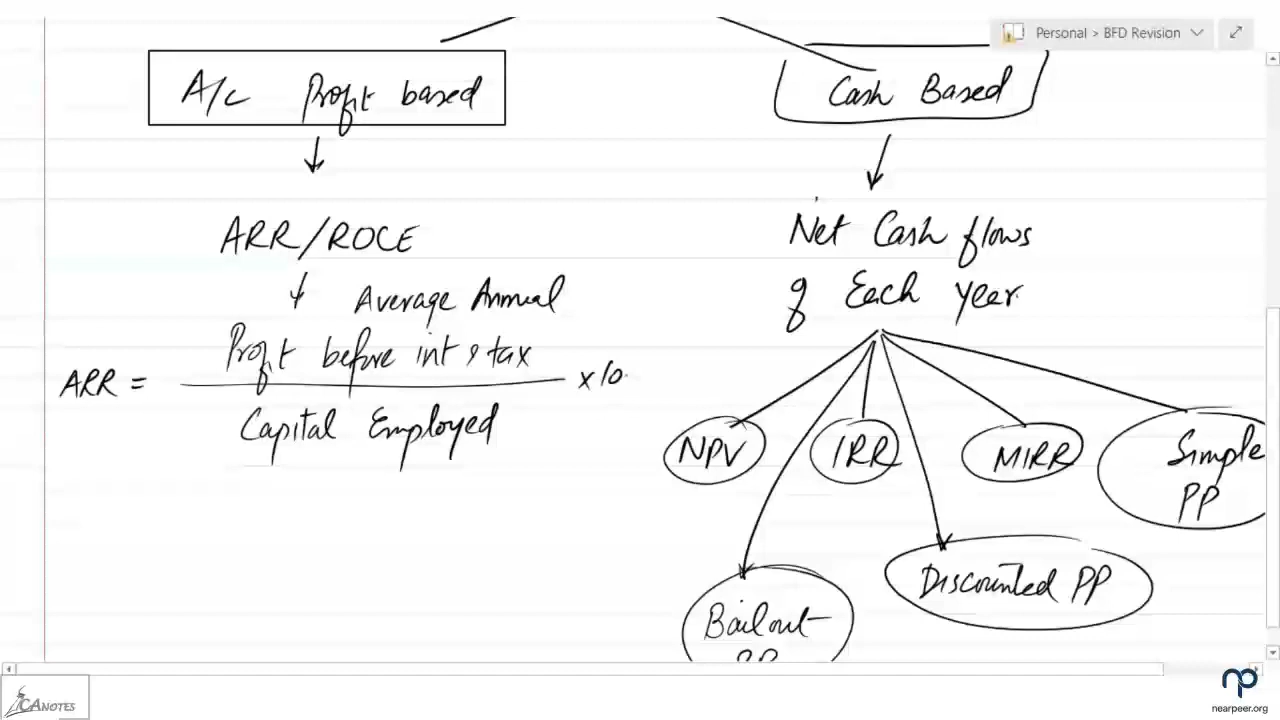 Personal > BFD Revision
A/c Profit based
Cash Based
ARR/ROCE
Average Annual
Profit before int & tax
ARR = x 10
Capital Employed
Net Cash flows
of Each year
NPV
IRR
MIRR
Simple
PP
Discounted PP
Bailout
PP
CANOTES
np
nearpeer.org